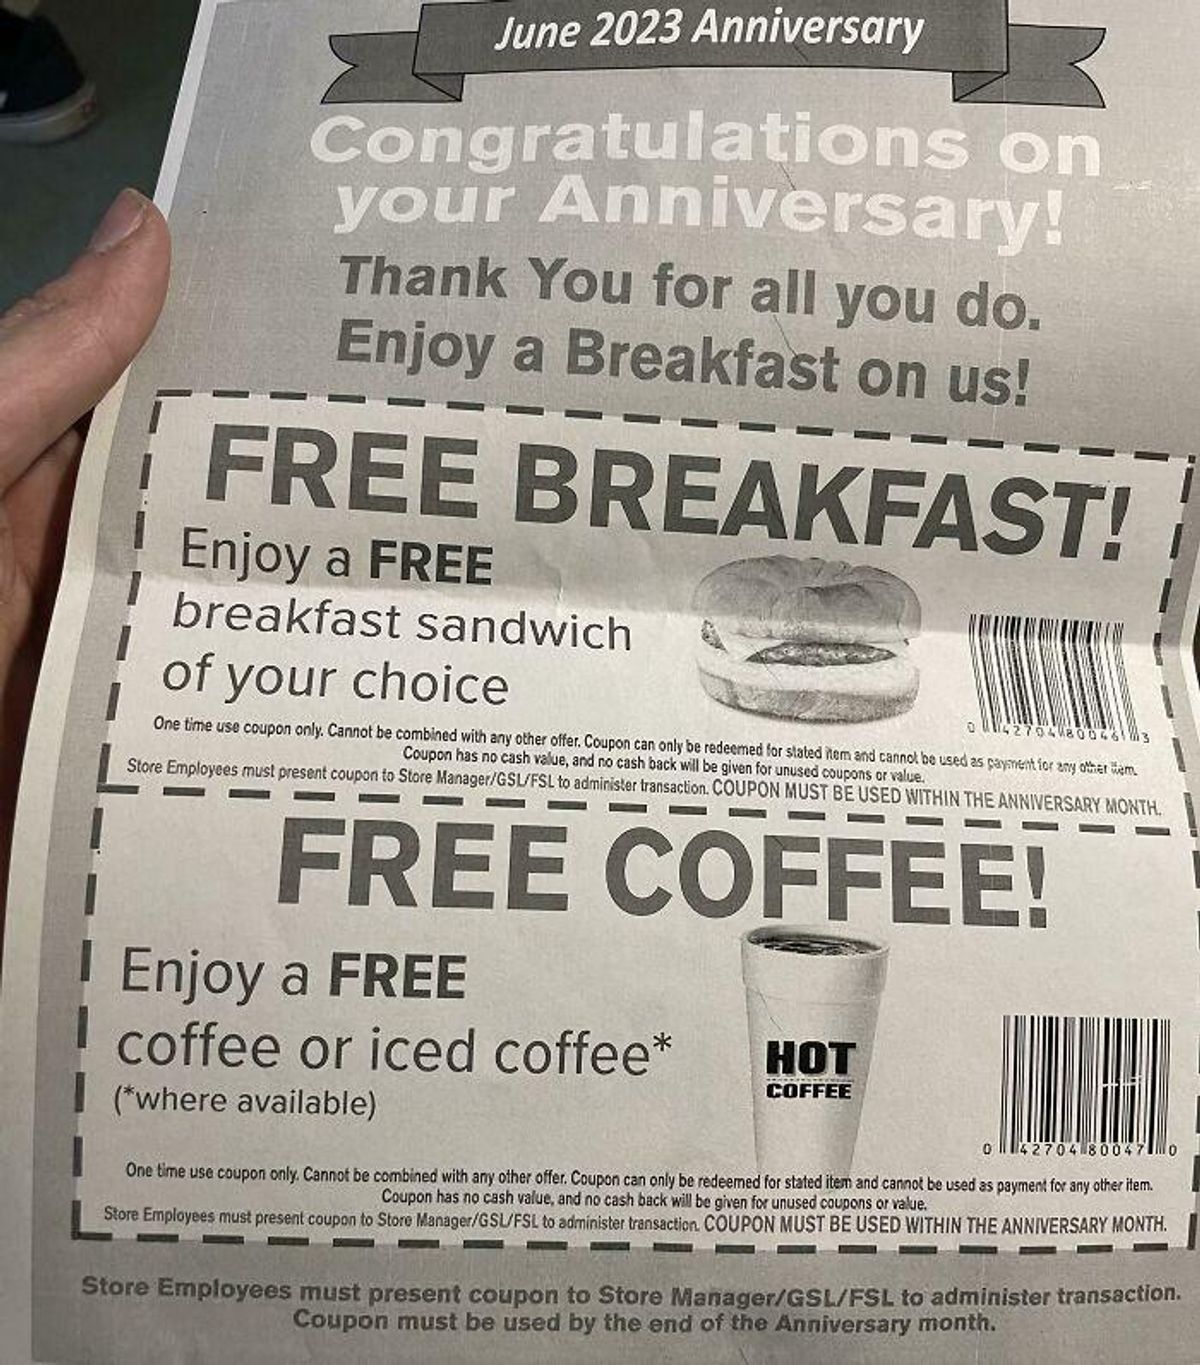 June 2023 Anniversary
Congratulations on
your Anniversary!
Thank You for all you do.
Enjoy a Breakfast on us!
FREE BREAKFAST!
Enjoy a FREE
breakfast sandwich
of your choice
0 42704 80046 3
One time use coupon only. Cannot be combined with any other offer. Coupon can only be redeemed for stated item and cannot be used as payment for any other item.
Coupon has no cash value, and no cash back will be given for unused coupons or value.
Store Employees must present coupon to Store Manager/GSL/FSL to administer transaction. COUPON MUST BE USED WITHIN THE ANNIVERSARY MONTH.
FREE COFFEE!
Enjoy a FREE
coffee or iced coffee*
(*where available)
HOT
COFFEE
0 42704 80047 0
One time use coupon only. Cannot be combined with any other offer. Coupon can only be redeemed for stated item and cannot be used as payment for any other item.
Coupon has no cash value, and no cash back will be given for unused coupons or value.
Store Employees must present coupon to Store Manager/GSL/FSL to administer transaction. COUPON MUST BE USED WITHIN THE ANNIVERSARY MONTH.
Store Employees must present coupon to Store Manager/GSL/FSL to administer transaction.
Coupon must be used by the end of the Anniversary month.